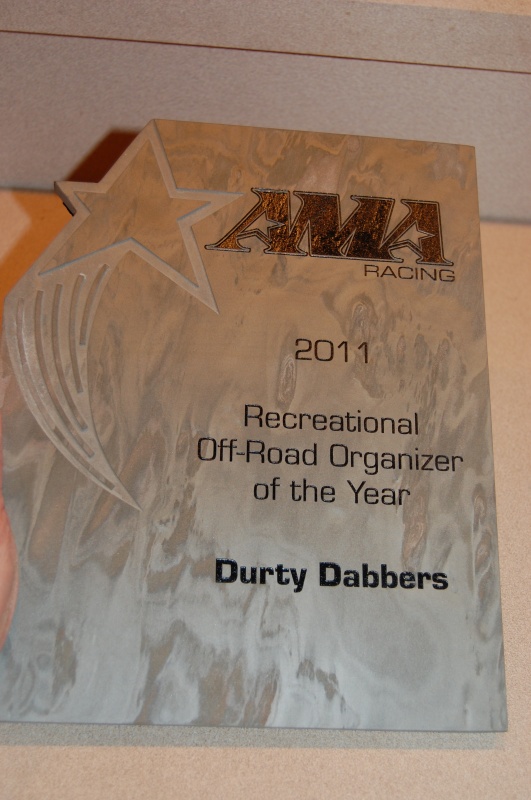 AMA
RACING
2011
Recreational
Off-Road Organizer
of the Year
Durty Dabbers